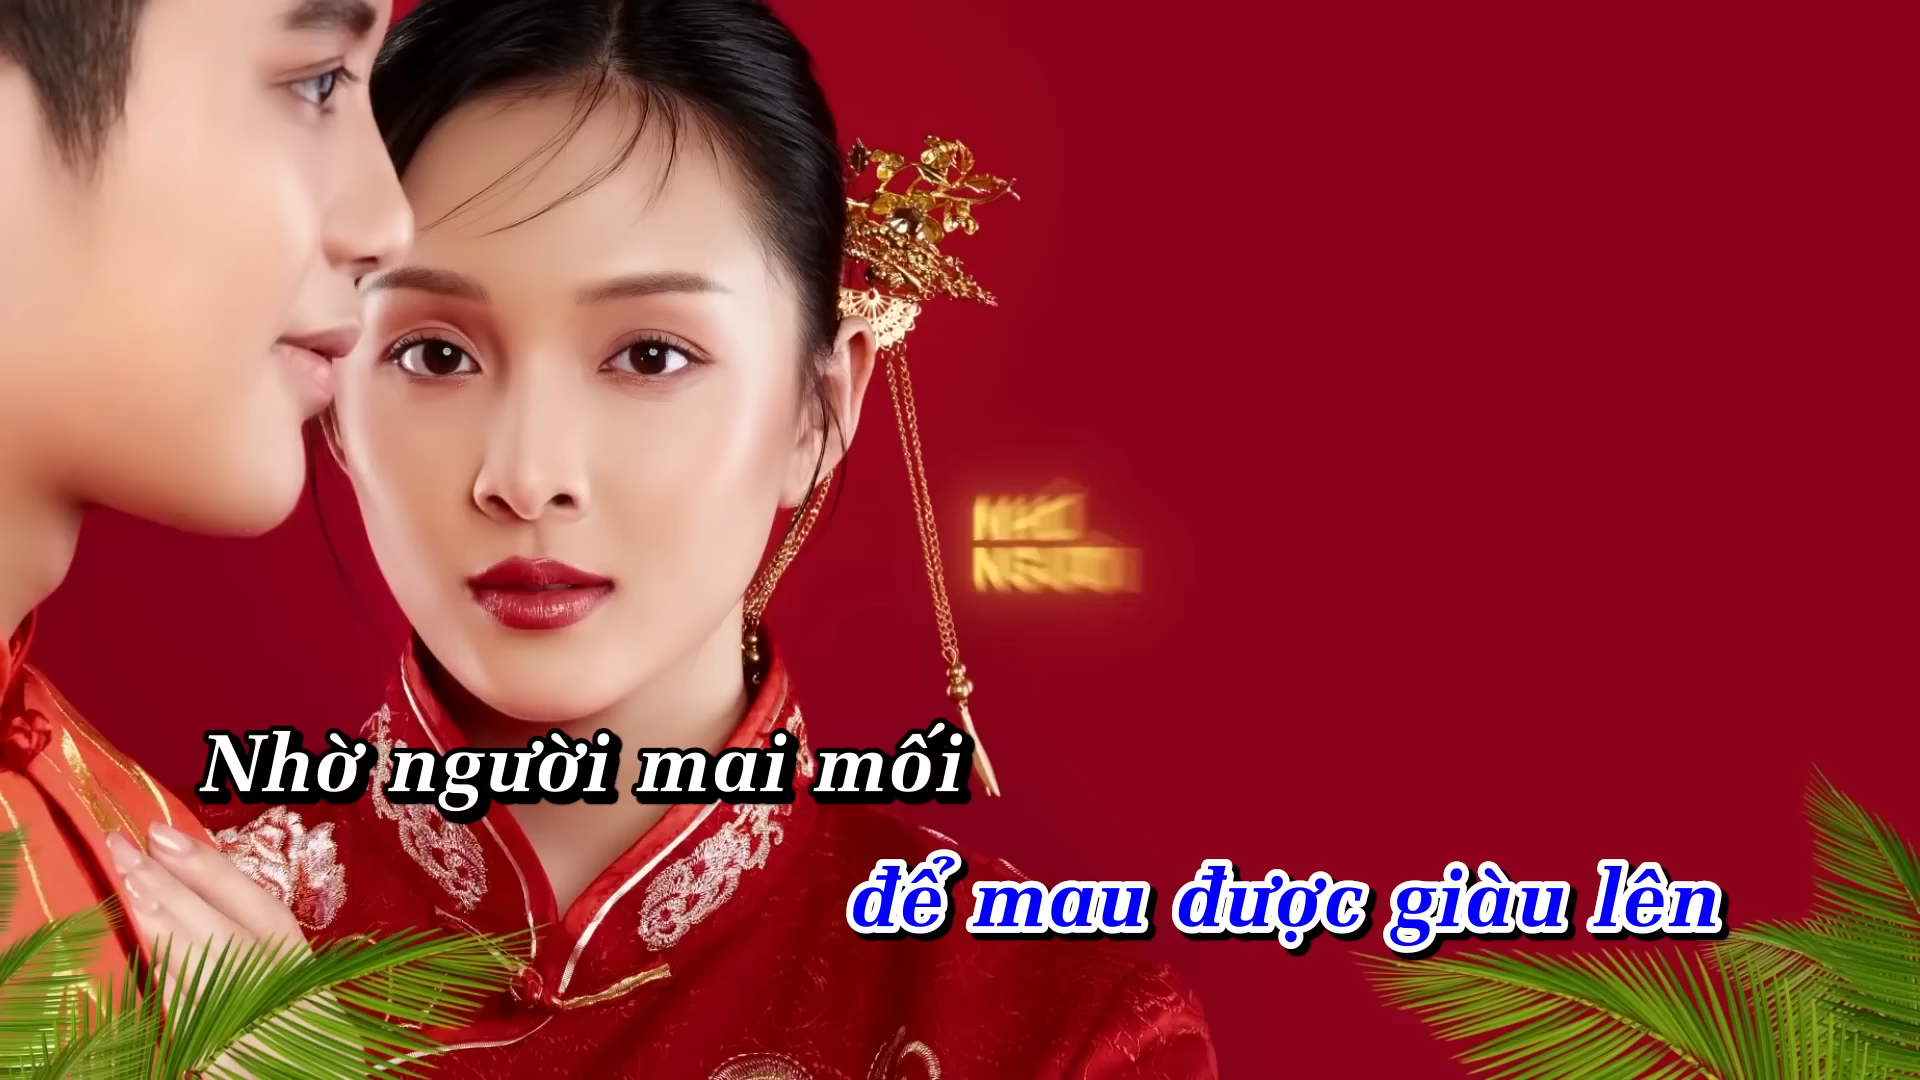 Nhờ người mai mối
để mau được giàu lên